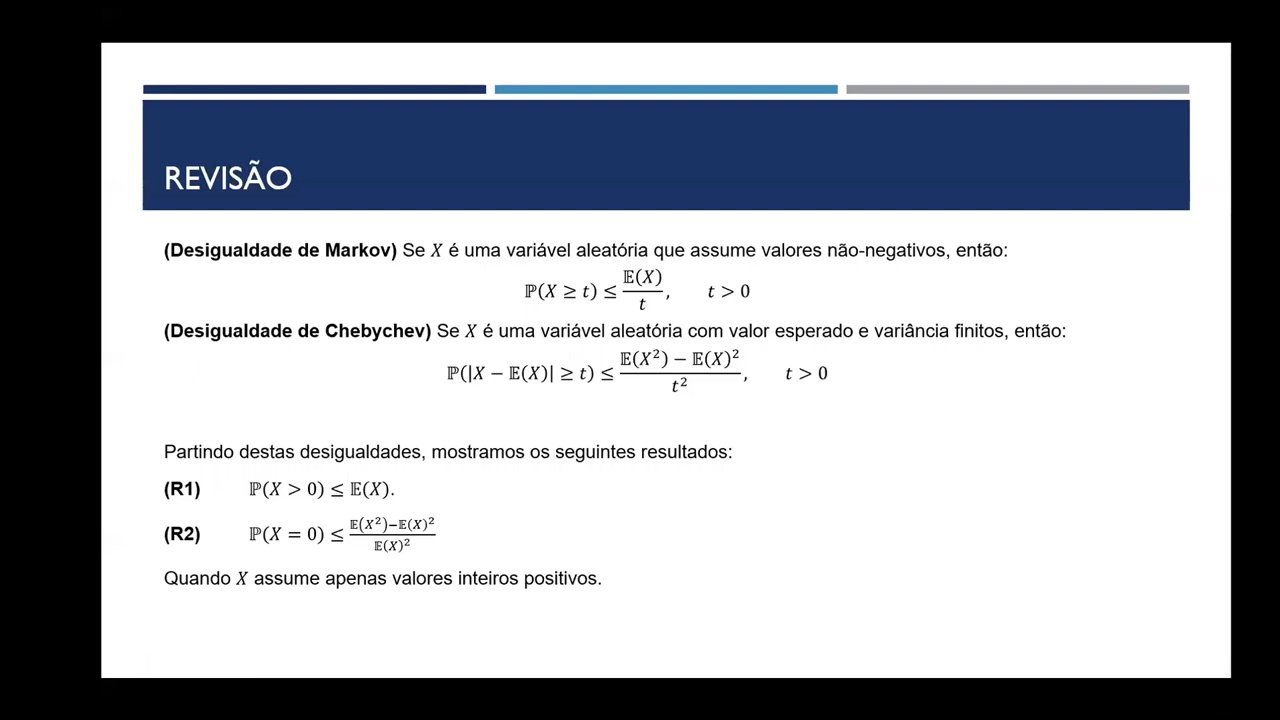 REVISÃO
(Desigualdade de Markov) Se 𝑋 é uma variável aleatória que assume valores não-negativos, então:
ℙ(𝑋 ≥ 𝑡) ≤ 𝔼(𝑋)/𝑡, 𝑡 > 0
(Desigualdade de Chebychev) Se 𝑋 é uma variável aleatória com valor esperado e variância finitos, então:
ℙ(|𝑋 − 𝔼(𝑋)| ≥ 𝑡) ≤ (𝔼(𝑋²) − 𝔼(𝑋)²)/𝑡², 𝑡 > 0
Partindo destas desigualdades, mostramos os seguintes resultados:
(R1) ℙ(𝑋 > 0) ≤ 𝔼(𝑋).
(R2) ℙ(𝑋 = 0) ≤ (𝔼(𝑋²)−𝔼(𝑋)²)/𝔼(𝑋)²
Quando 𝑋 assume apenas valores inteiros positivos.